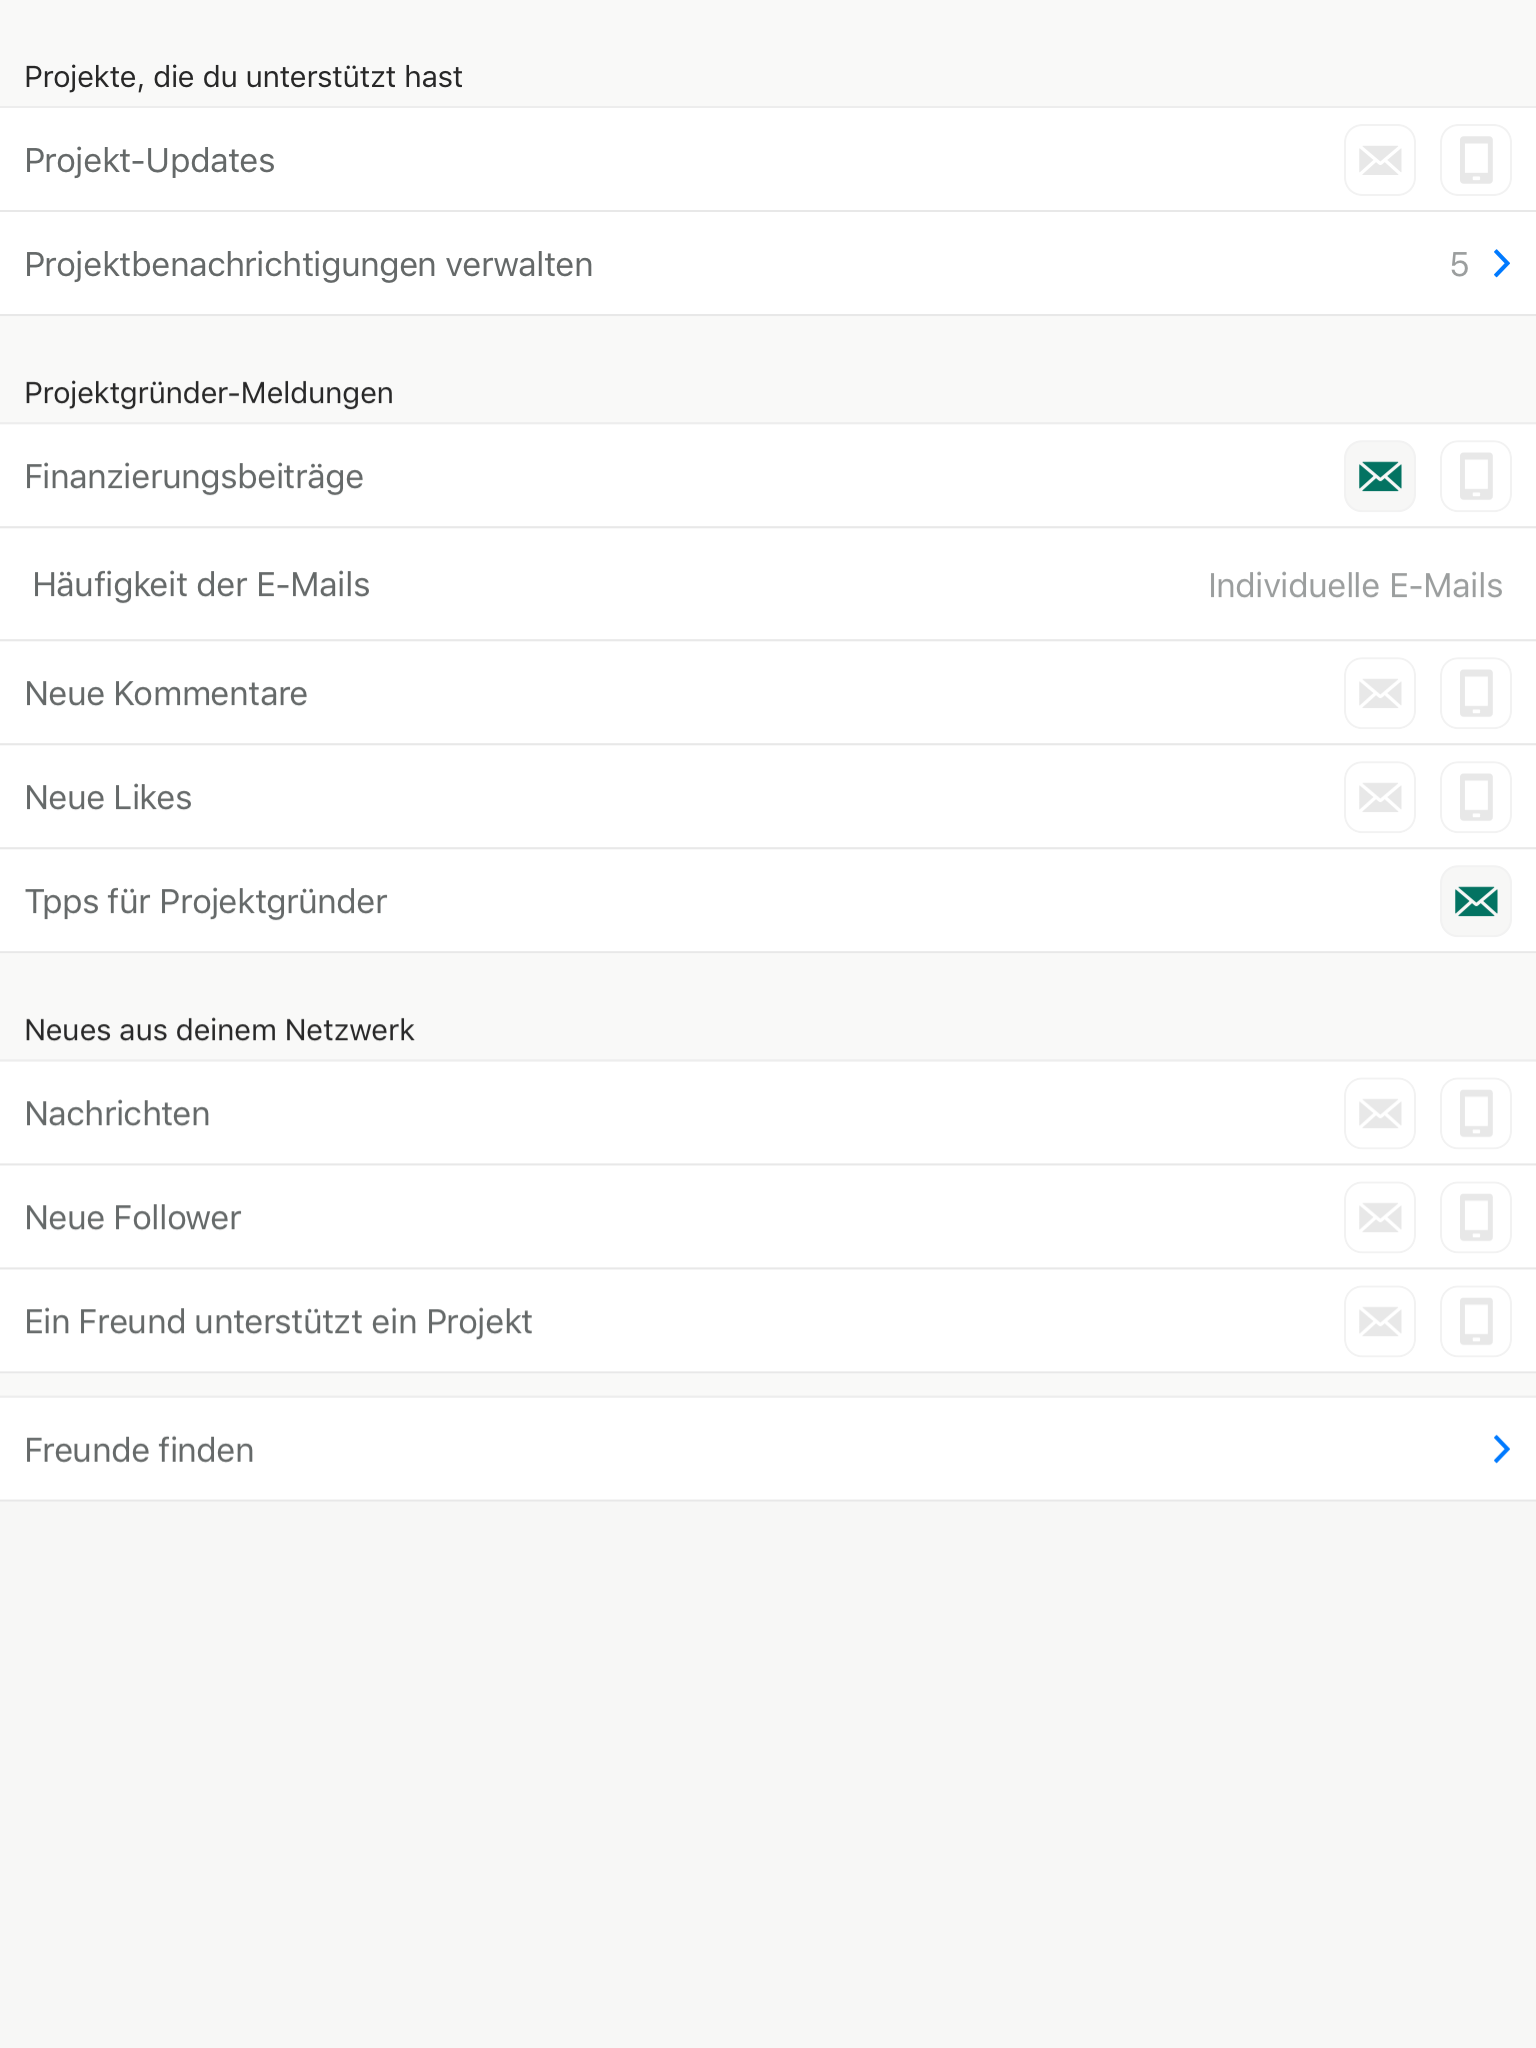 Projekte, die du unterstützt hast
Projekt-Updates
Projektbenachrichtigungen verwalten 5
Projektgründer-Meldungen
Finanzierungsbeiträge
Häufigkeit der E-Mails Individuelle E-Mails
Neue Kommentare
Neue Likes
Tpps für Projektgründer
Neues aus deinem Netzwerk
Nachrichten
Neue Follower
Ein Freund unterstützt ein Projekt
Freunde finden